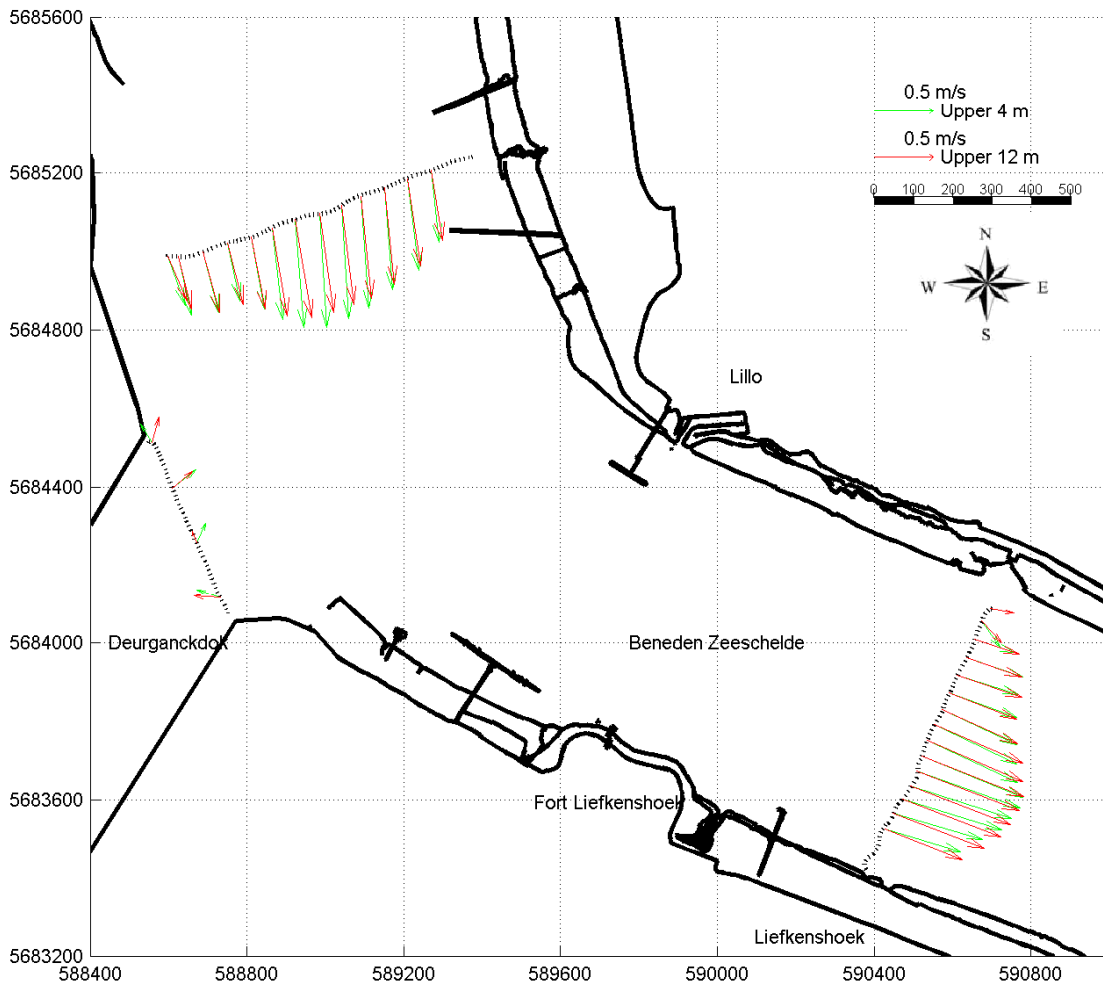 5685600
5685200
5684800
5684400
5684000
5683600
5683200
588400
588800
589200
589600
590000
590400
590800
0.5 m/s
Upper 4 m
0.5 m/s
Upper 12 m
0 100 200 300 400 500
N
W E
S
Lillo
Deurganckdok
Beneden Zeeschelde
Fort Liefkenshoek
Liefkenshoek